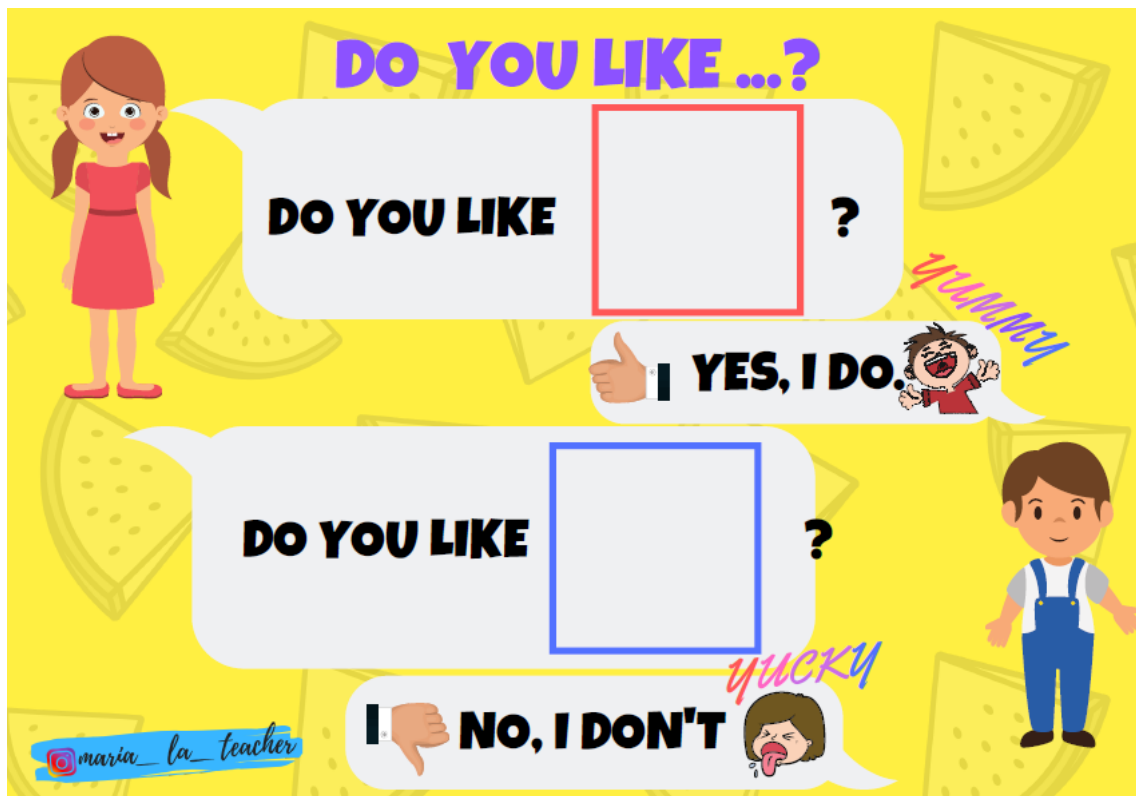 DO YOU LIKE ...?
DO YOU LIKE ?
YUMMY
YES, I DO.
DO YOU LIKE ?
YUCKY
NO, I DON'T
maria_la_teacher